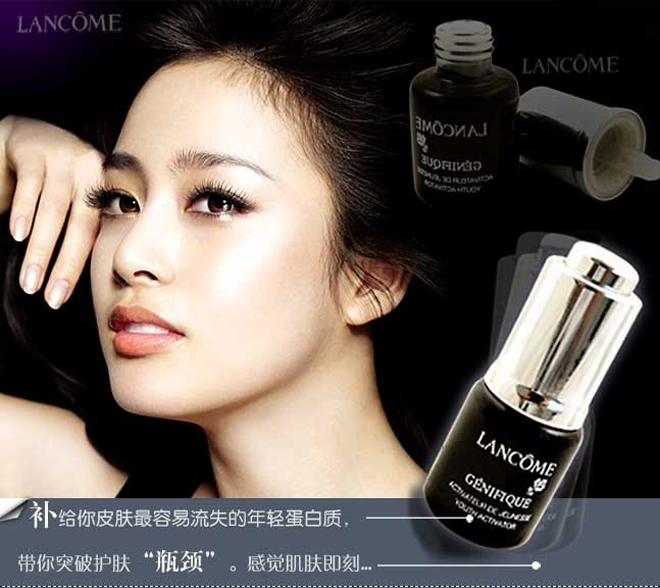 LANCÔME
LANCÔME
LANCÔME
GÉNIFIQUE
ACTIVATEUR DE JEUNESSE
YOUTH ACTIVATOR
LANCÔME
GÉNIFIQUE
ACTIVATEUR DE JEUNESSE
YOUTH ACTIVATOR
补给你皮肤最容易流失的年轻蛋白质，
带你突破护肤“瓶颈”。感觉肌肤即刻...